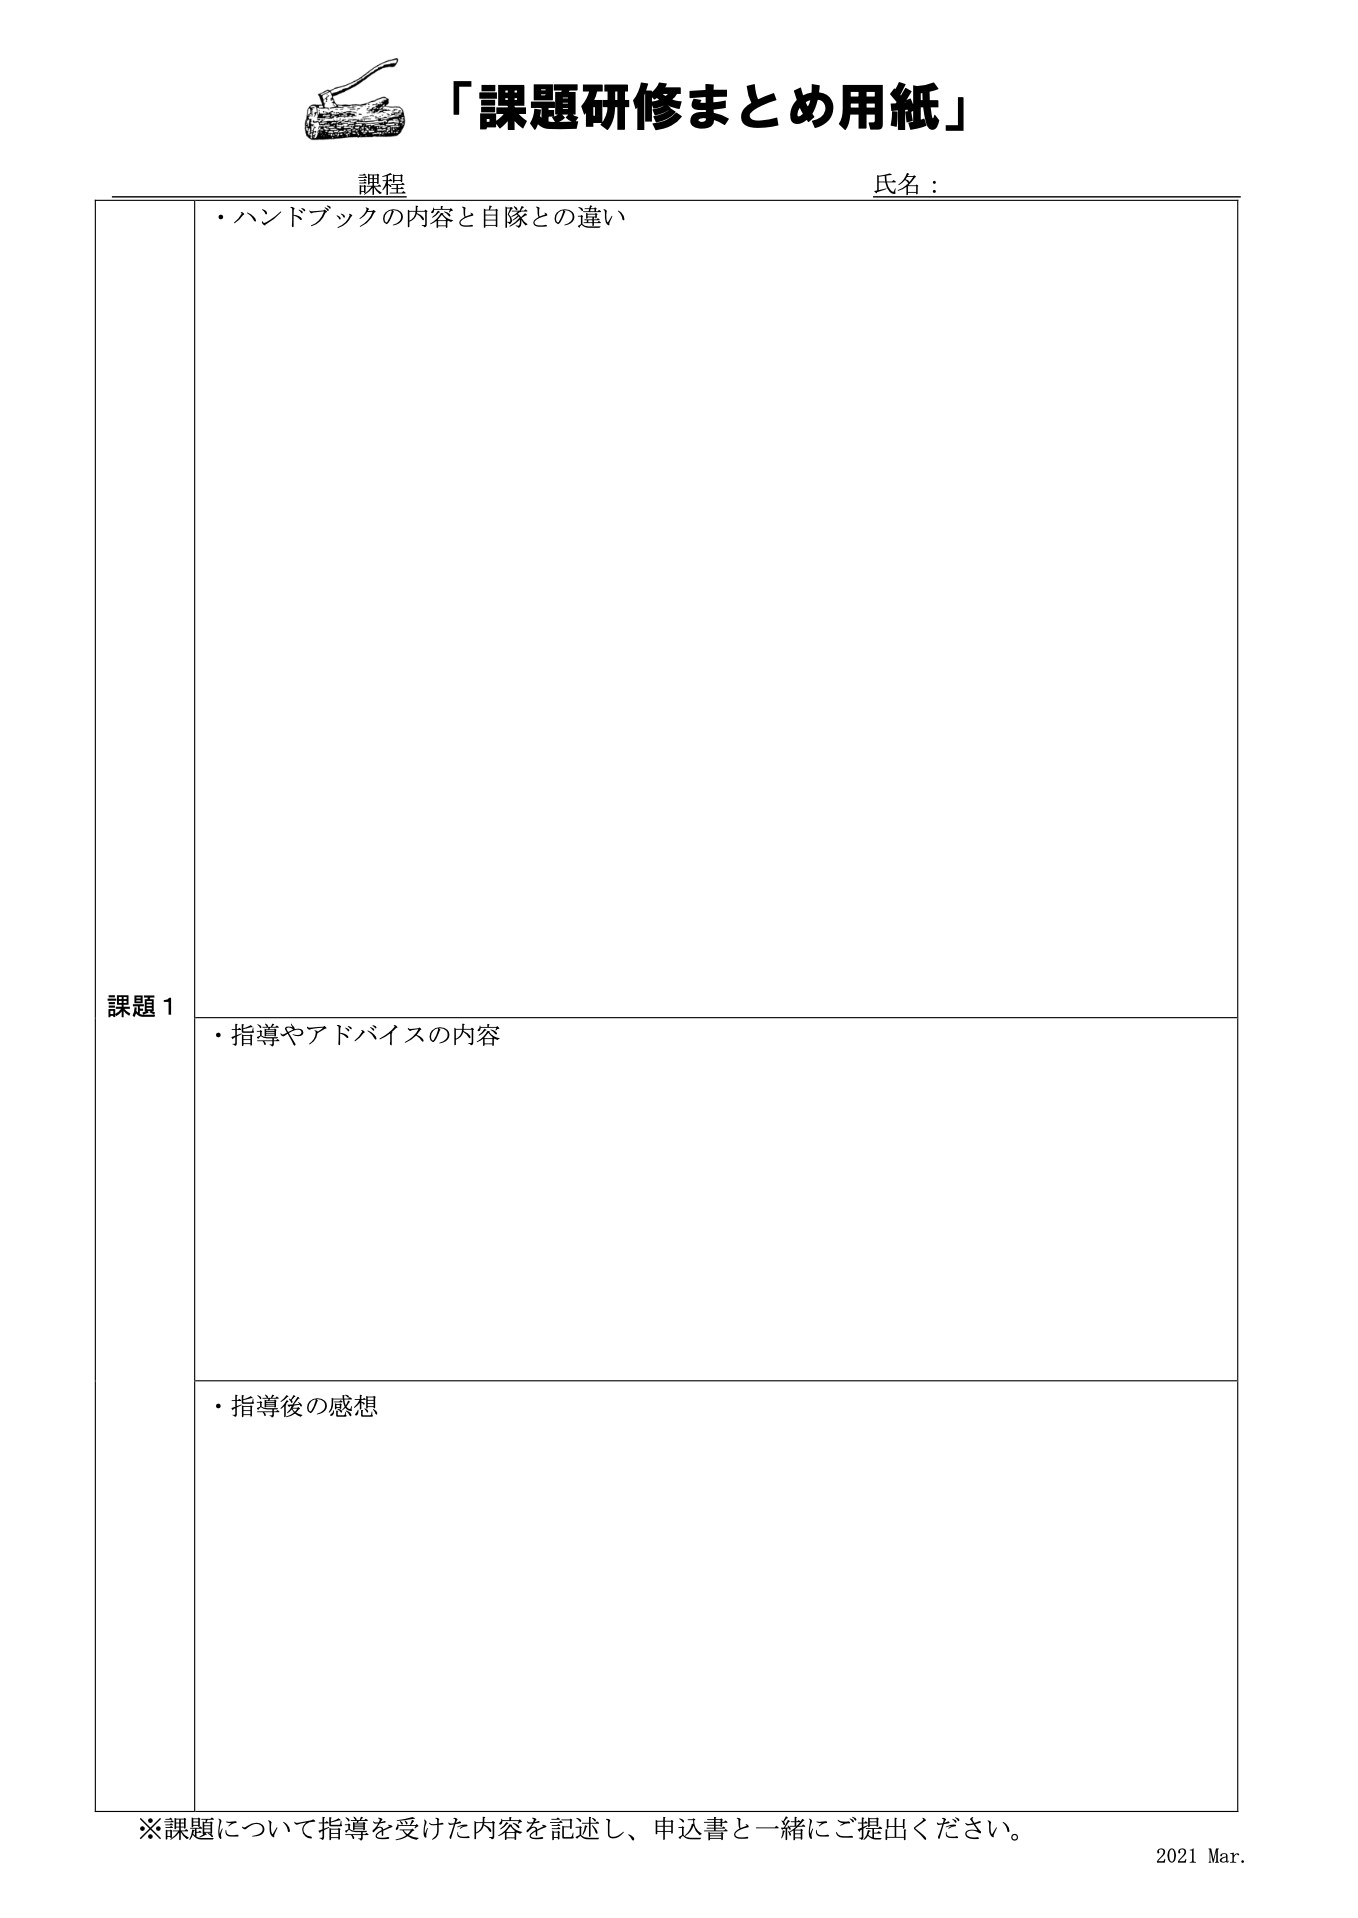 「課題研修まとめ用紙」
課程
氏名：
・ハンドブックの内容と自隊との違い
課題１
・指導やアドバイスの内容
・指導後の感想
※課題について指導を受けた内容を記述し、申込書と一緒にご提出ください。
2021 Mar.